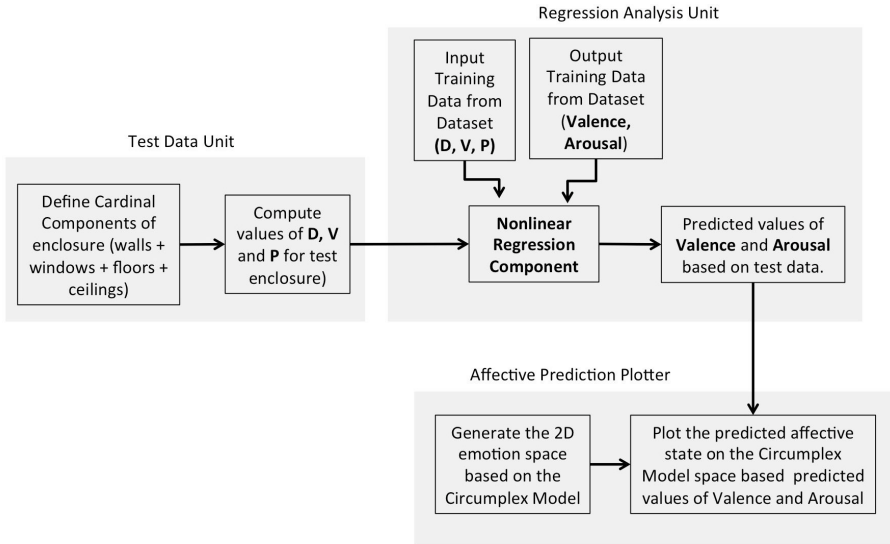 Regression Analysis Unit
Input
Training
Data from
Dataset
(D, V, P)
Output
Training Data
from Dataset
(Valence,
Arousal)
Test Data Unit
Define Cardinal
Components of
enclosure (walls +
windows + floors +
ceilings)
Compute
values of D, V
and P for test
enclosure)
Nonlinear
Regression
Component
Predicted values of
Valence and Arousal
based on test data.
Affective Prediction Plotter
Generate the 2D
emotion space
based on the
Circumplex Model
Plot the predicted affective
state on the Circumplex
Model space based  predicted
values of Valence and Arousal